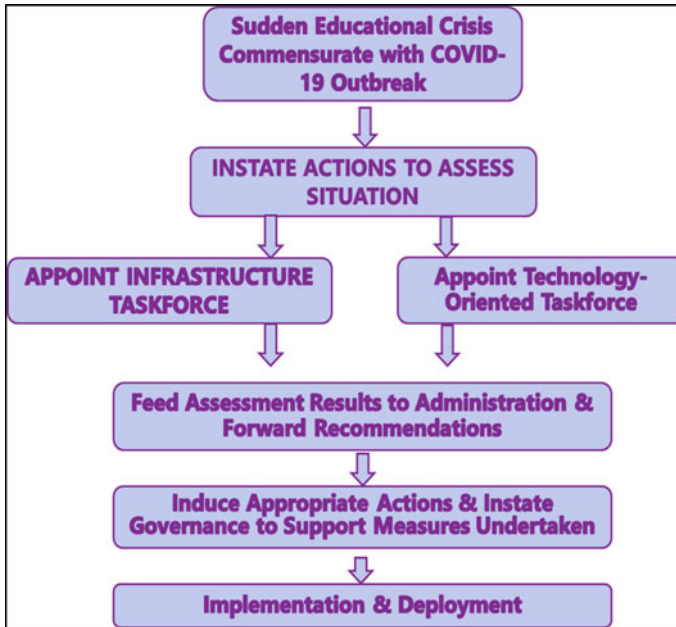 Sudden Educational Crisis
Commensurate with COVID-
19 Outbreak
INSTATE ACTIONS TO ASSESS
SITUATION
APPOINT INFRASTRUCTURE
TASKFORCE
Appoint Technology-
Oriented Taskforce
Feed Assessment Results to Administration &
Forward Recommendations
Induce Appropriate Actions & Instate
Governance to Support Measures Undertaken
Implementation & Deployment